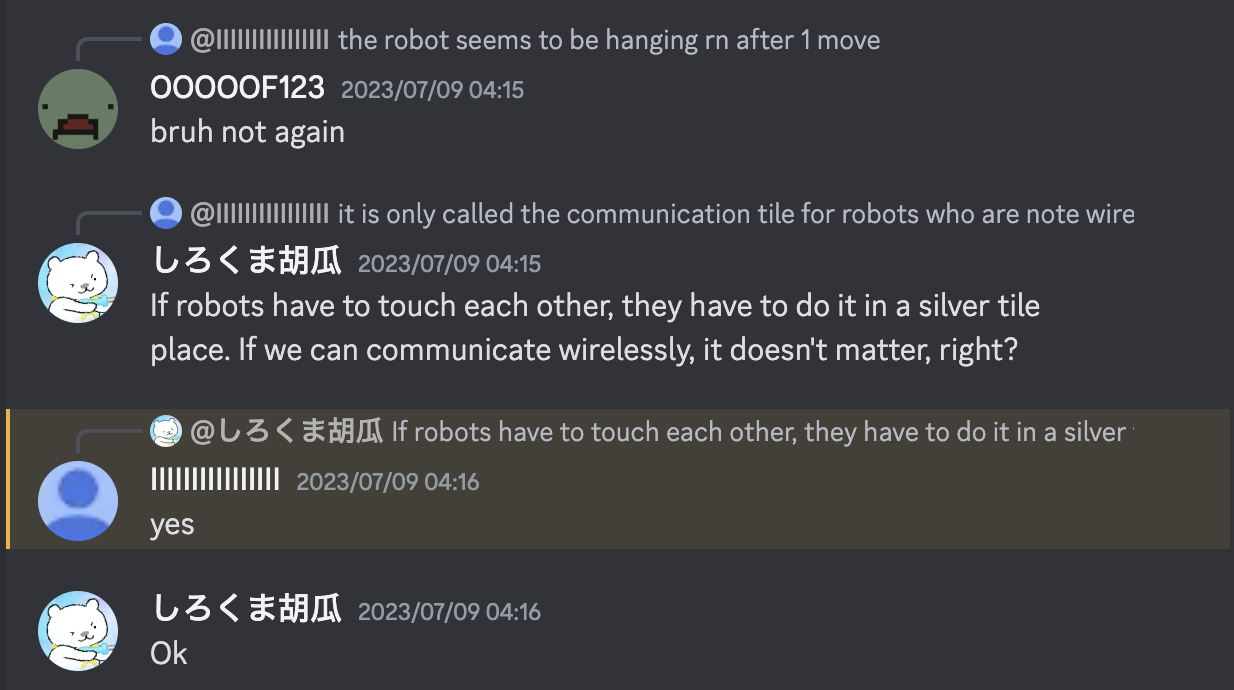 @llllllllllllllll the robot seems to be hanging rn after 1 move
OOOOOF123 2023/07/09 04:15
bruh not again
@llllllllllllllll it is only called the communication tile for robots who are note wire
しろくま胡瓜 2023/07/09 04:15
If robots have to touch each other, they have to do it in a silver tile
place. If we can communicate wirelessly, it doesn't matter, right?
@しろくま胡瓜 If robots have to touch each other, they have to do it in a silver
llllllllllllllll 2023/07/09 04:16
yes
しろくま胡瓜 2023/07/09 04:16
Ok